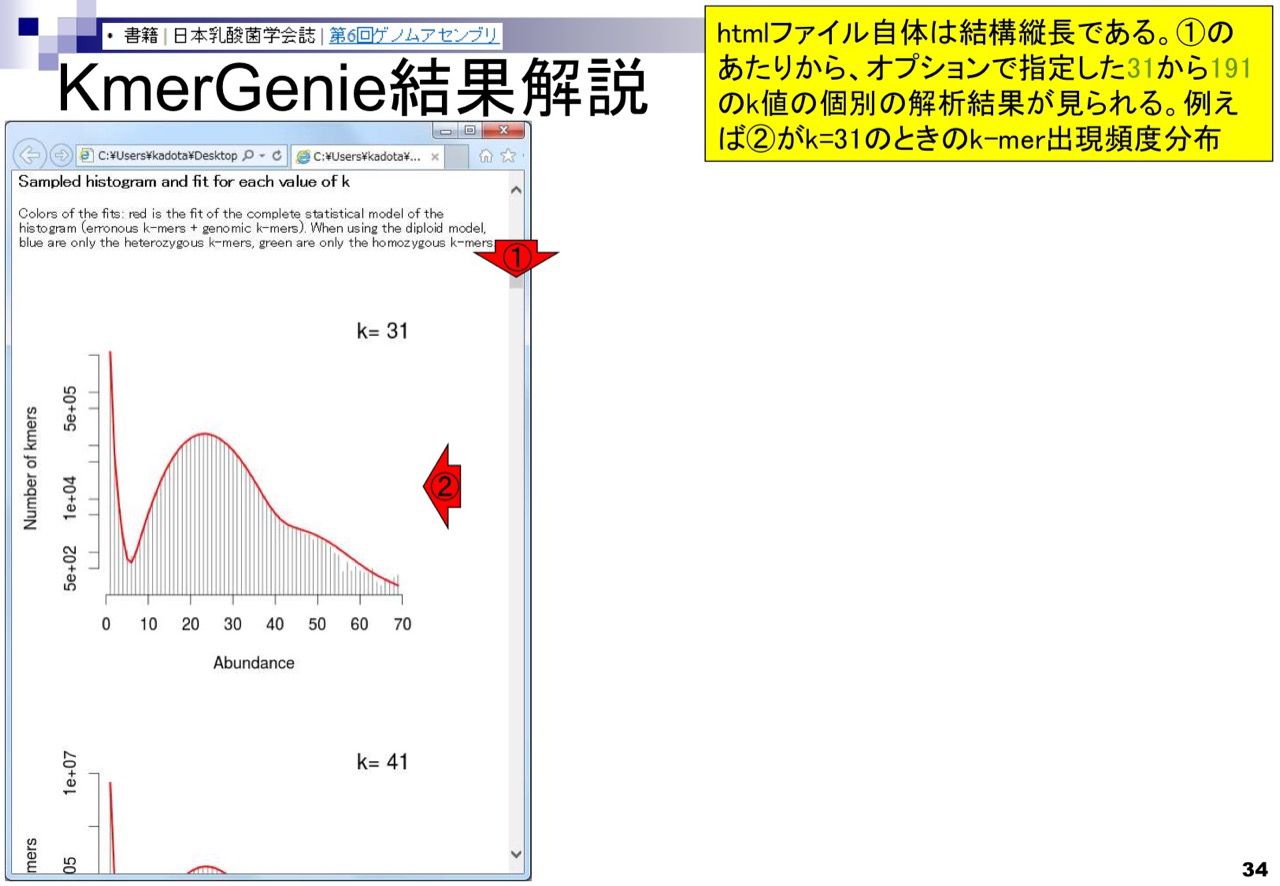 • 書籍 | 日本乳酸菌学会誌 | 第6回ゲノムアセンブリ
KmerGenie結果解説
htmlファイル自体は結構縦長である。①の
あたりから、オプションで指定した31から191
のk値の個別の解析結果が見られる。例え
ば②がk=31のときのk-mer出現頻度分布
C:¥Users¥kadota¥Desktop
C:¥Users¥kadota¥...
Sampled histogram and fit for each value of k
Colors of the fits: red is the fit of the complete statistical model of the
histogram (erronous k-mers + genomic k-mers). When using the diploid model,
blue are only the heterozygous k-mers, green are only the homozygous k-mers
①
k= 31
Number of kmers
5e+02 1e+04 5e+05
②
0 10 20 30 40 50 60 70
Abundance
k= 41
1e+07
05
mers
34